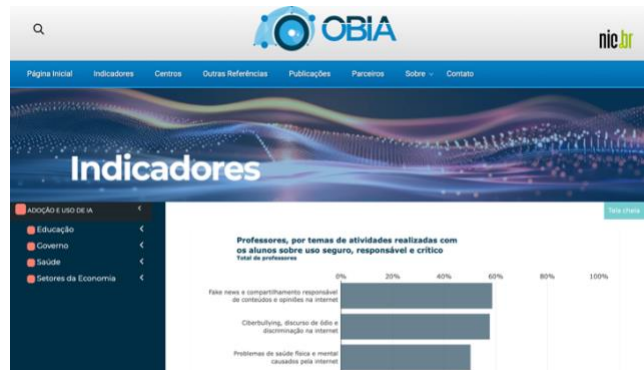 OBIA
nic.br
Página Inicial Indicadores Centros Outras Referências Publicações Parceiros Sobre Contato
Indicadores
ADOÇÃO E USO DE IA
Educação
Governo
Saúde
Setores da Economia
Tela cheia
Professores, por temas de atividades realizadas com
os alunos sobre uso seguro, responsável e crítico
Total de professores
0% 20% 40% 60% 80% 100%
Fake news e compartilhamento responsável
de conteúdos e opiniões na internet
Ciberbullying, discurso de ódio e
discriminação na internet
Problemas de saúde física e mental
causados pela internet